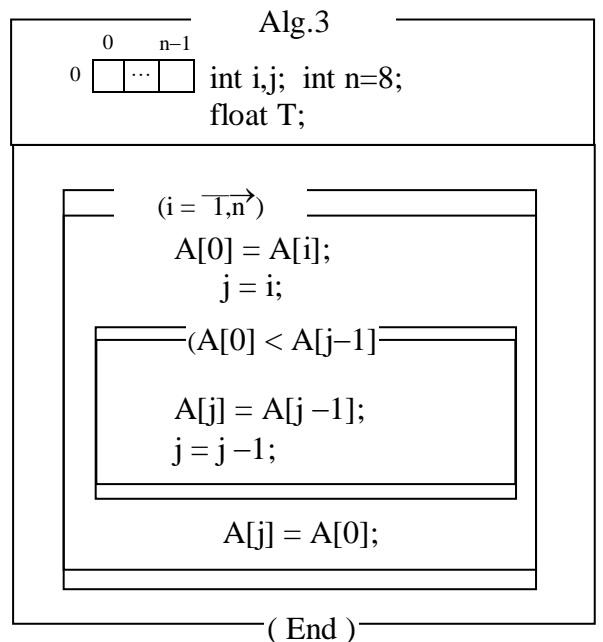 Alg.3
0 n–1
0 ... int i,j; int n=8;
float T;
(i = 1,n)
A[0] = A[i];
j = i;
(A[0] < A[j–1]
A[j] = A[j –1];
j = j –1;
A[j] = A[0];
( End )